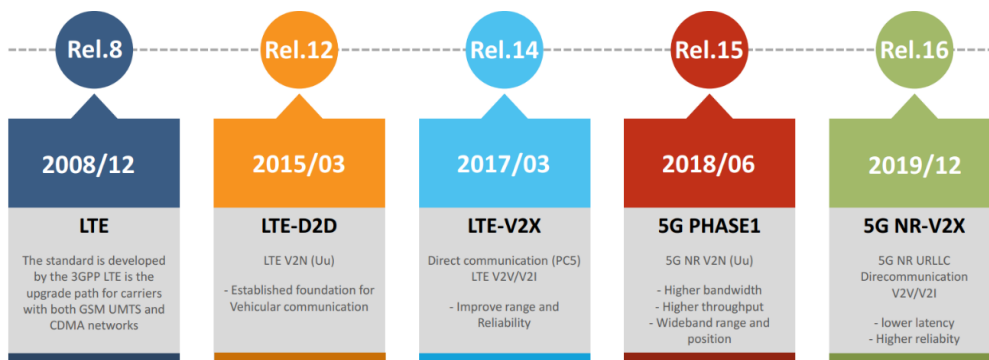 Rel.8
Rel.12
Rel.14
Rel.15
Rel.16
2008/12
2015/03
2017/03
2018/06
2019/12
LTE
The standard is developed
by the 3GPP LTE is the
upgrade path for carriers
with both GSM UMTS and
CDMA networks
LTE-D2D
LTE V2N (Uu)
- Established foundation for
Vehicular communication
LTE-V2X
Direct communication (PC5)
LTE V2V/V2I
- Improve range and
Reliability
5G PHASE1
5G NR V2N (Uu)
- Higher bandwidth
- Higher throughput
- Wideband range and
position
5G NR-V2X
5G NR URLLC
Direcommunication
V2V/V2I
- lower latency
- Higher reliabity